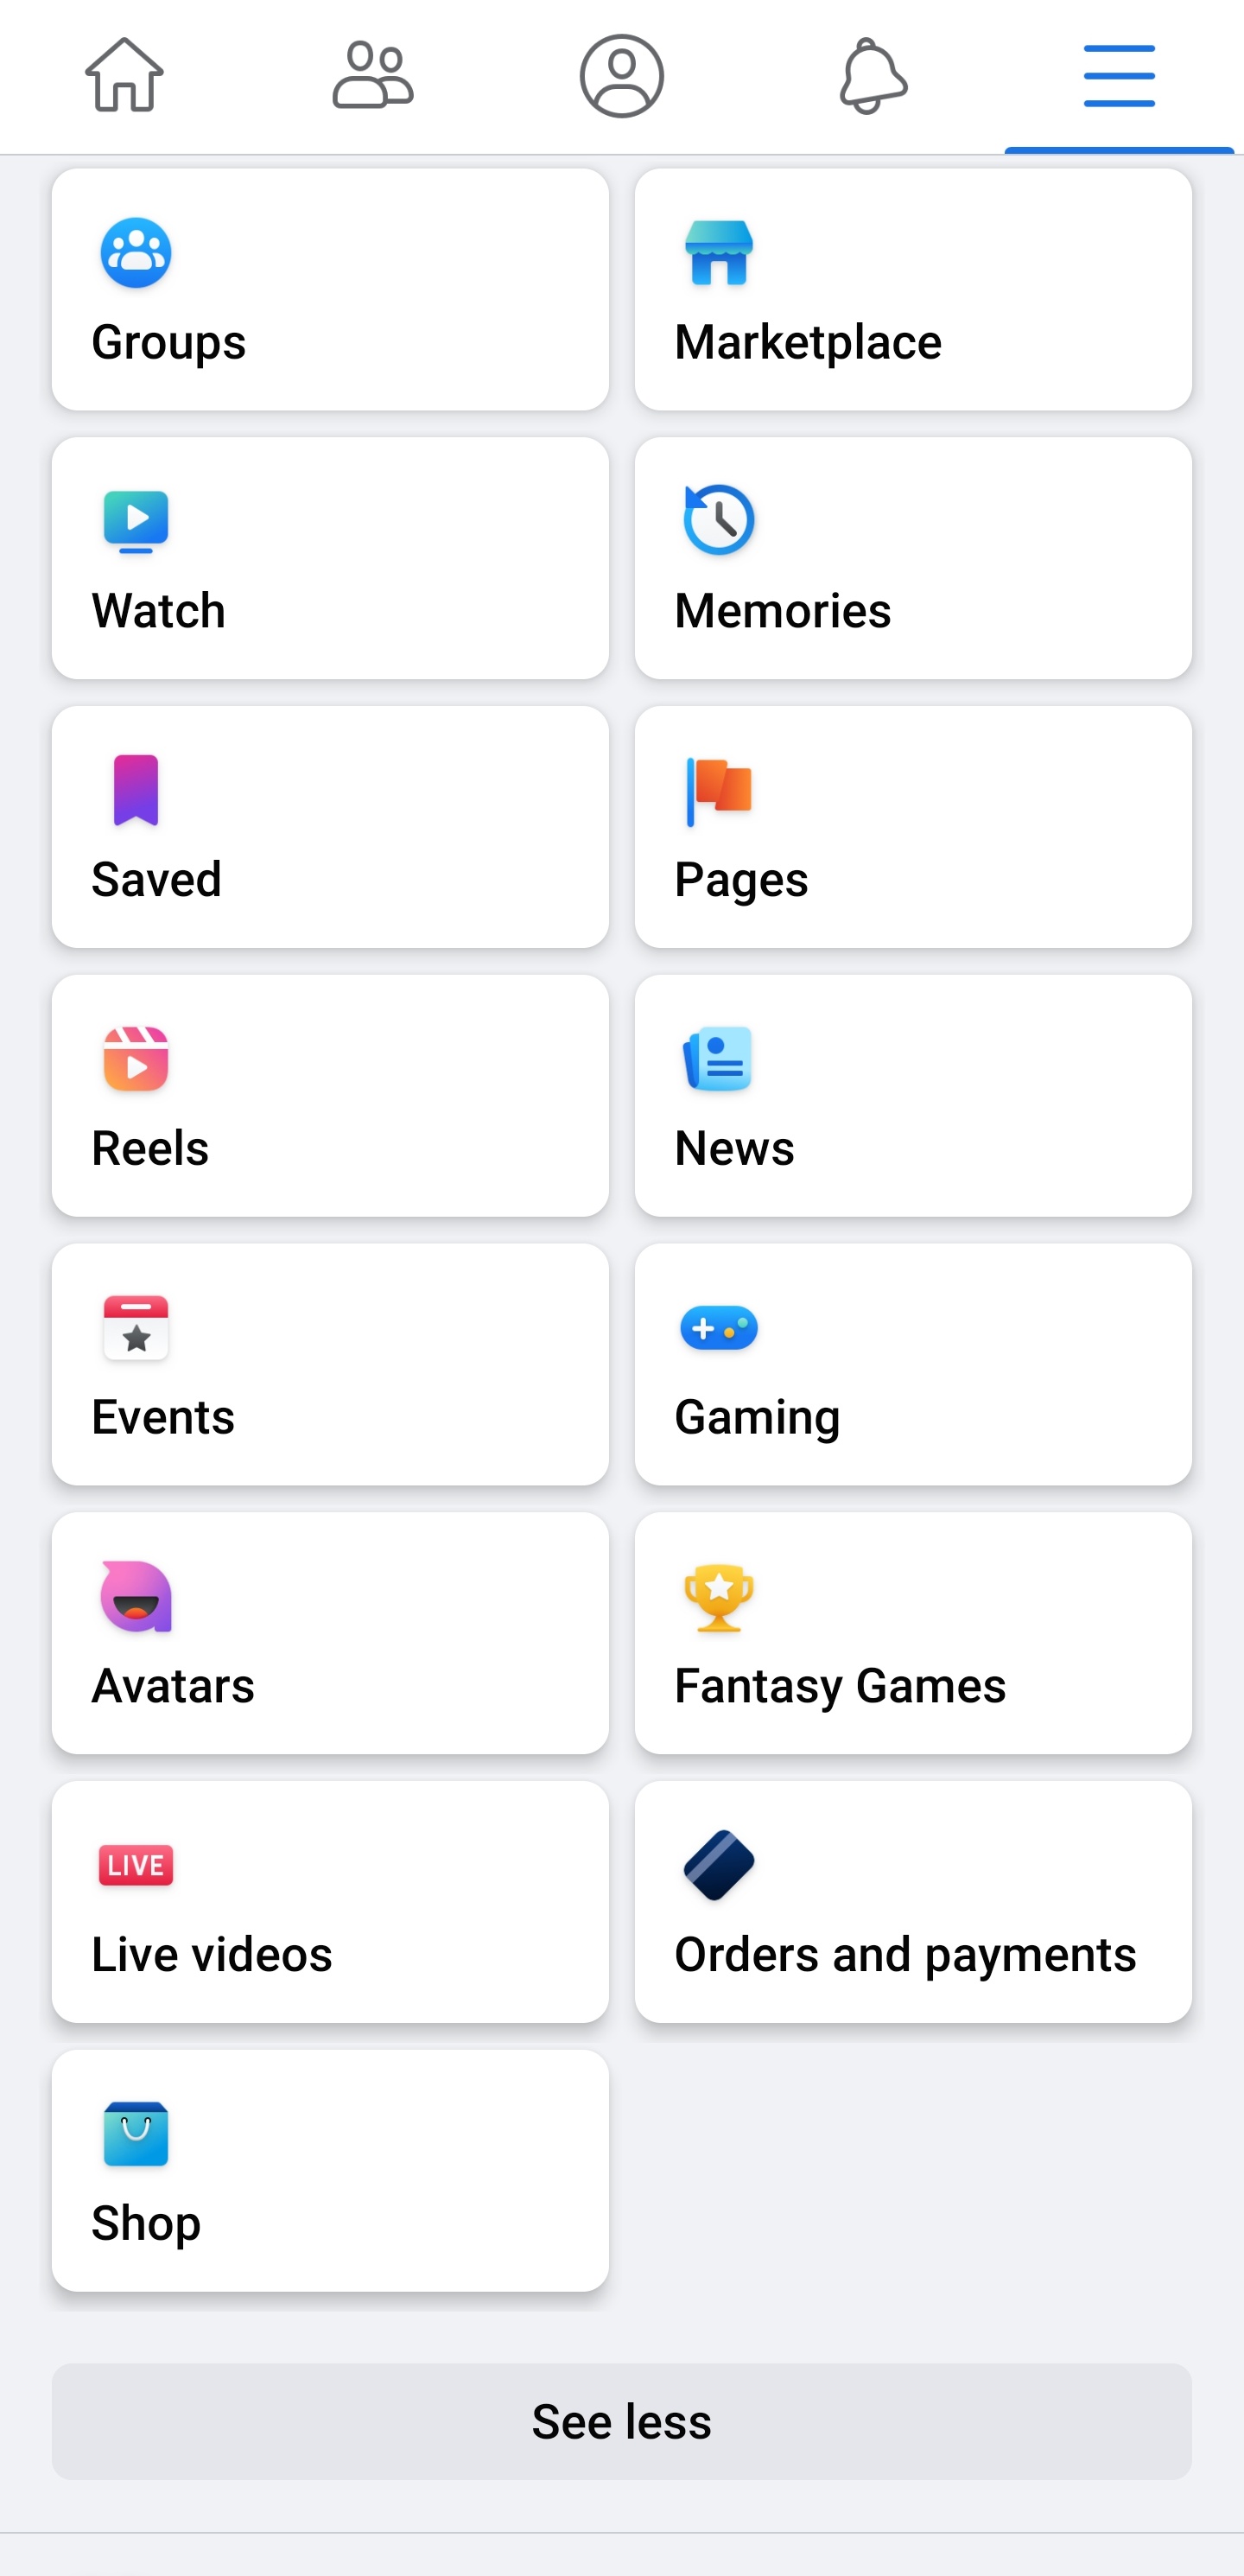 Groups
Marketplace
Watch
Memories
Saved
Pages
Reels
News
Events
Gaming
Avatars
Fantasy Games
LIVE
Live videos
Orders and payments
Shop
See less